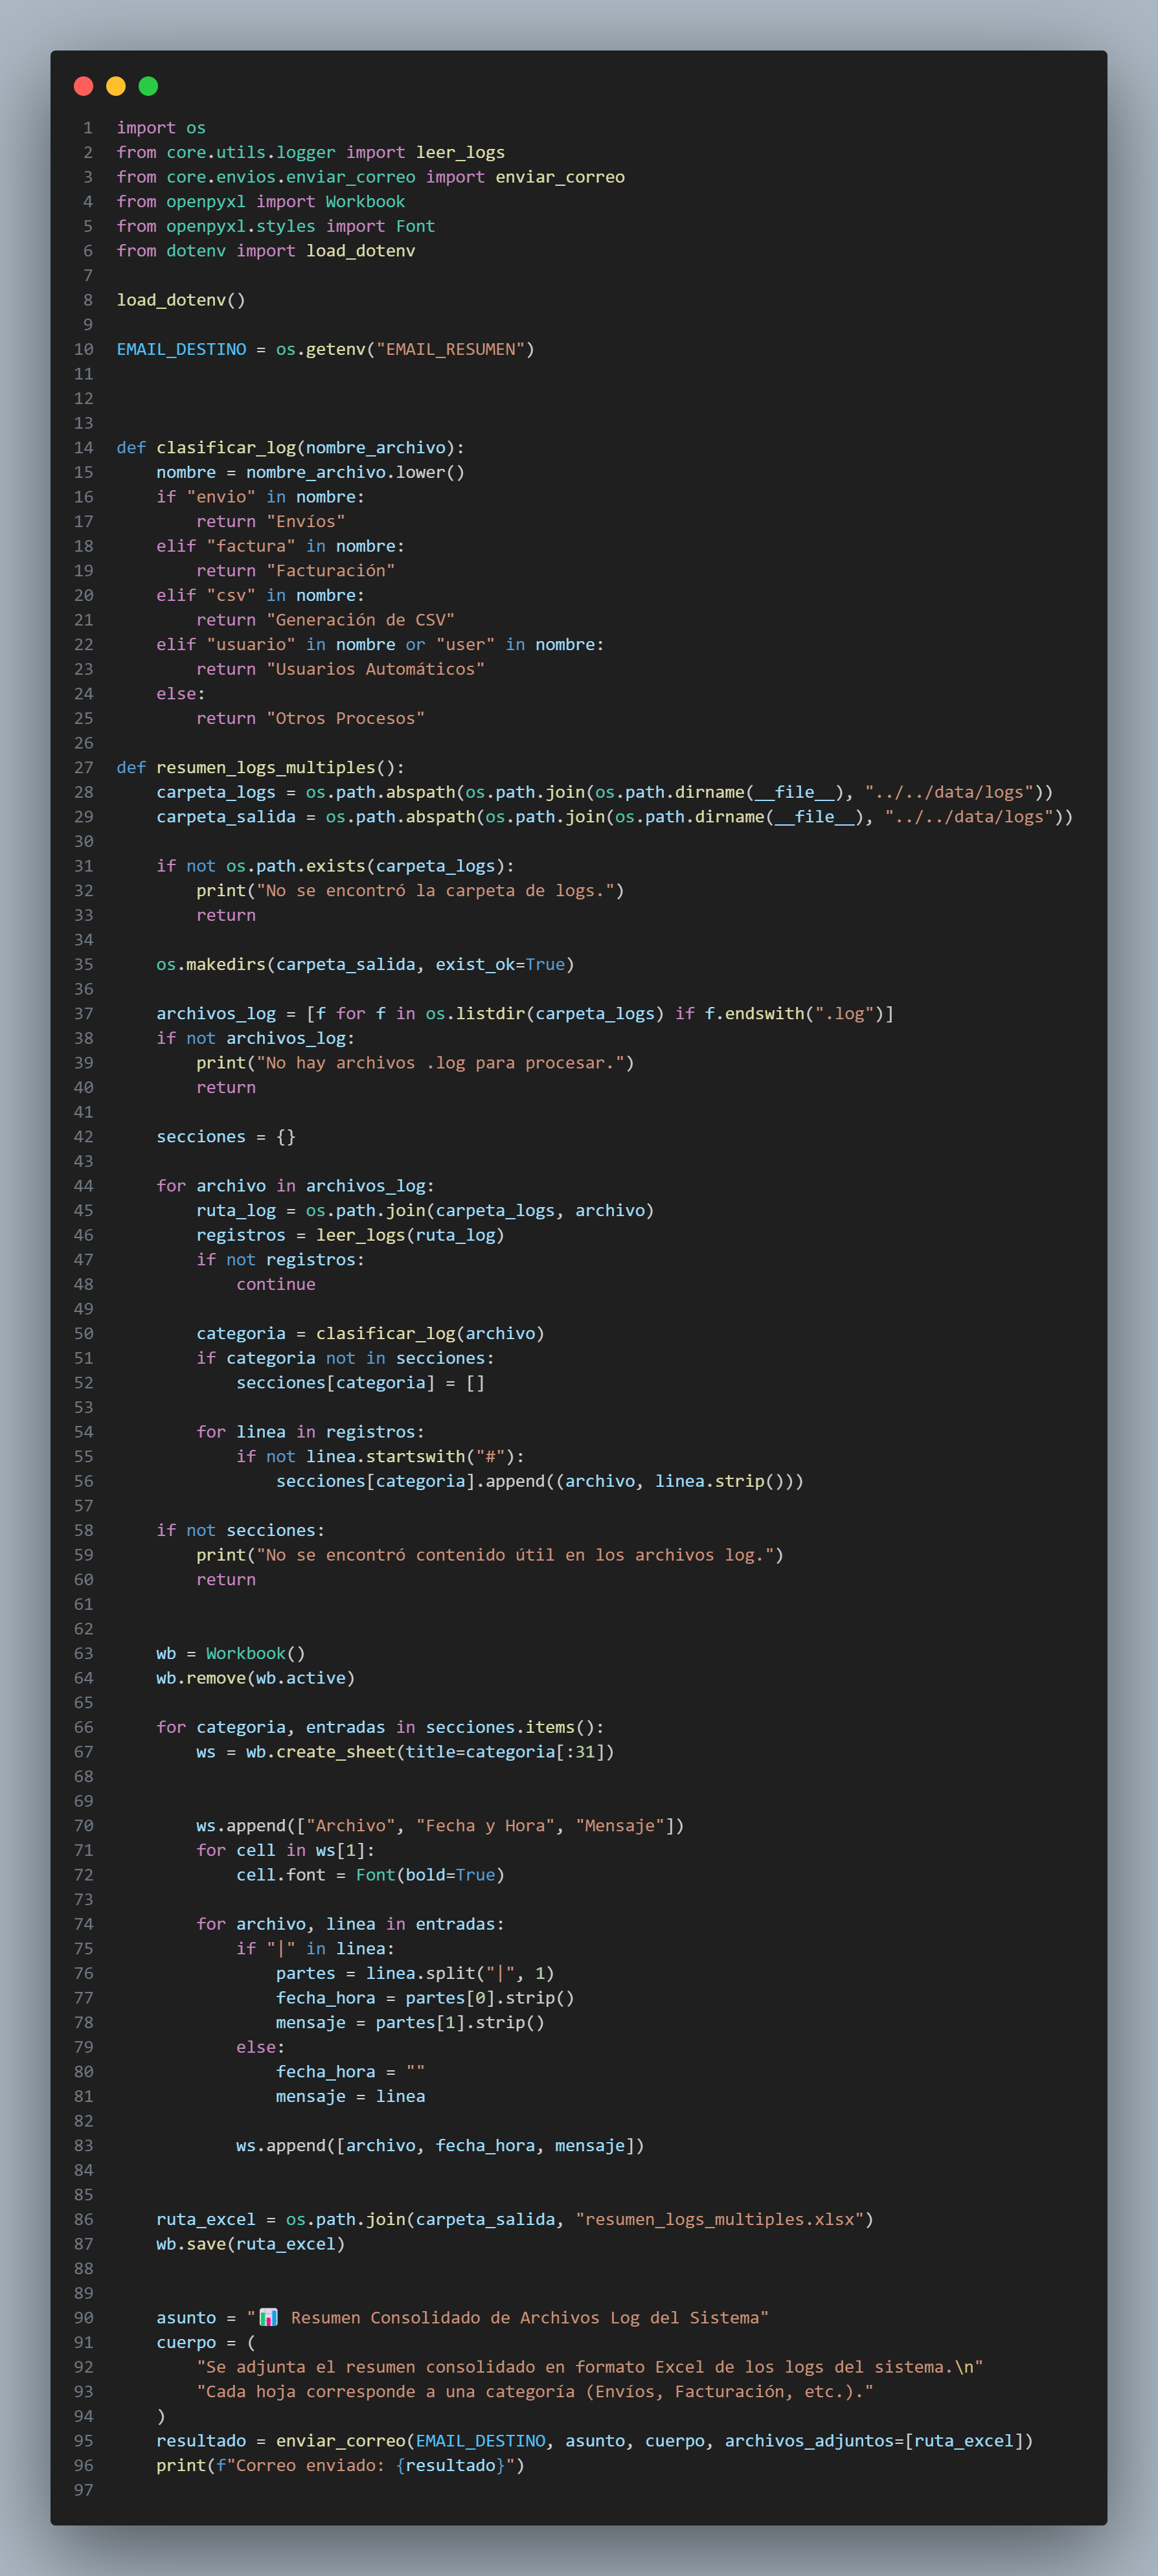 1 import os
2 from core.utils.logger import leer_logs
3 from core.envios.enviar_correo import enviar_correo
4 from openpyxl import Workbook
5 from openpyxl.styles import Font
6 from dotenv import load_dotenv
7
8 load_dotenv()
9
10 EMAIL_DESTINO = os.getenv("EMAIL_RESUMEN")
11
12
13
14 def clasificar_log(nombre_archivo):
15     nombre = nombre_archivo.lower()
16     if "envio" in nombre:
17         return "Envíos"
18     elif "factura" in nombre:
19         return "Facturación"
20     elif "csv" in nombre:
21         return "Generación de CSV"
22     elif "usuario" in nombre or "user" in nombre:
23         return "Usuarios Automáticos"
24     else:
25         return "Otros Procesos"
26
27 def resumen_logs_multiples():
28     carpeta_logs = os.path.abspath(os.path.join(os.path.dirname(__file__), "../../data/logs"))
29     carpeta_salida = os.path.abspath(os.path.join(os.path.dirname(__file__), "../../data/logs"))
30
31     if not os.path.exists(carpeta_logs):
32         print("No se encontró la carpeta de logs.")
33         return
34
35     os.makedirs(carpeta_salida, exist_ok=True)
36
37     archivos_log = [f for f in os.listdir(carpeta_logs) if f.endswith(".log")]
38     if not archivos_log:
39         print("No hay archivos .log para procesar.")
40         return
41
42     secciones = {}
43
44     for archivo in archivos_log:
45         ruta_log = os.path.join(carpeta_logs, archivo)
46         registros = leer_logs(ruta_log)
47         if not registros:
48             continue
49
50         categoria = clasificar_log(archivo)
51         if categoria not in secciones:
52             secciones[categoria] = []
53
54         for linea in registros:
55             if not linea.startswith("#"):
56                 secciones[categoria].append((archivo, linea.strip()))
57
58     if not secciones:
59         print("No se encontró contenido útil en los archivos log.")
60         return
61
62
63     wb = Workbook()
64     wb.remove(wb.active)
65
66     for categoria, entradas in secciones.items():
67         ws = wb.create_sheet(title=categoria[:31])
68
69
70         ws.append(["Archivo", "Fecha y Hora", "Mensaje"])
71         for cell in ws[1]:
72             cell.font = Font(bold=True)
73
74         for archivo, linea in entradas:
75             if "|" in linea:
76                 partes = linea.split("|", 1)
77                 fecha_hora = partes[0].strip()
78                 mensaje = partes[1].strip()
79             else:
80                 fecha_hora = ""
81                 mensaje = linea
82
83             ws.append([archivo, fecha_hora, mensaje])
84
85
86     ruta_excel = os.path.join(carpeta_salida, "resumen_logs_multiples.xlsx")
87     wb.save(ruta_excel)
88
89
90     asunto = "📊 Resumen Consolidado de Archivos Log del Sistema"
91     cuerpo = (
92         "Se adjunta el resumen consolidado en formato Excel de los logs del sistema.\n"
93         "Cada hoja corresponde a una categoría (Envíos, Facturación, etc.)."
94     )
95     resultado = enviar_correo(EMAIL_DESTINO, asunto, cuerpo, archivos_adjuntos=[ruta_excel])
96     print(f"Correo enviado: {resultado}")
97